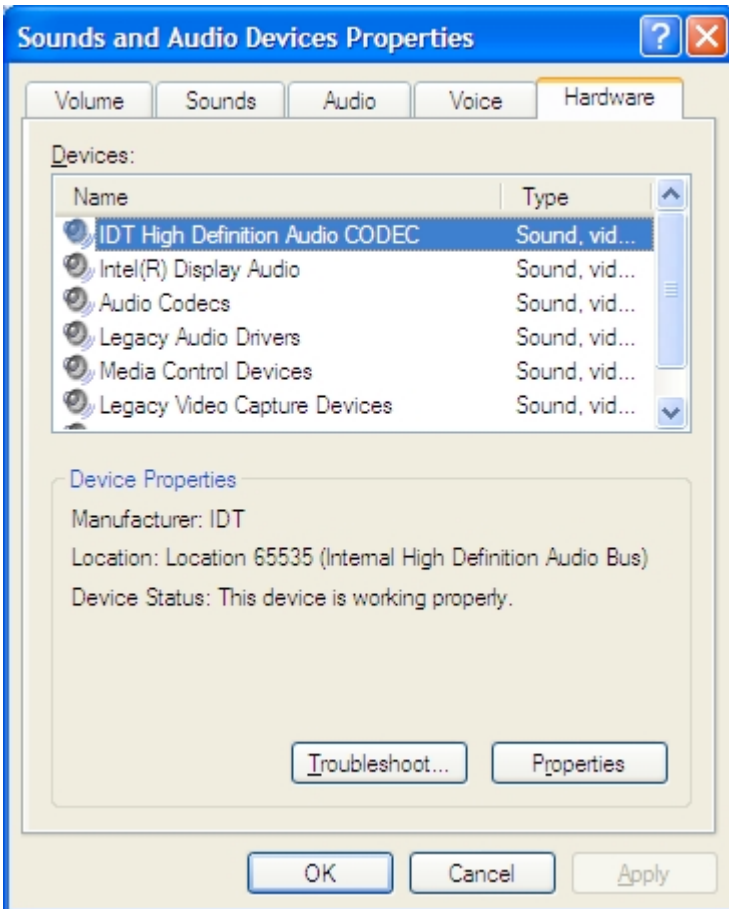 Sounds and Audio Devices Properties
Volume Sounds Audio Voice Hardware
Devices:
Name Type
IDT High Definition Audio CODEC Sound, vid...
Intel(R) Display Audio Sound, vid...
Audio Codecs Sound, vid...
Legacy Audio Drivers Sound, vid...
Media Control Devices Sound, vid...
Legacy Video Capture Devices Sound, vid...
Device Properties
Manufacturer: IDT
Location: Location 65535 (Internal High Definition Audio Bus)
Device Status: This device is working properly.
Troubleshoot... Properties
OK Cancel Apply